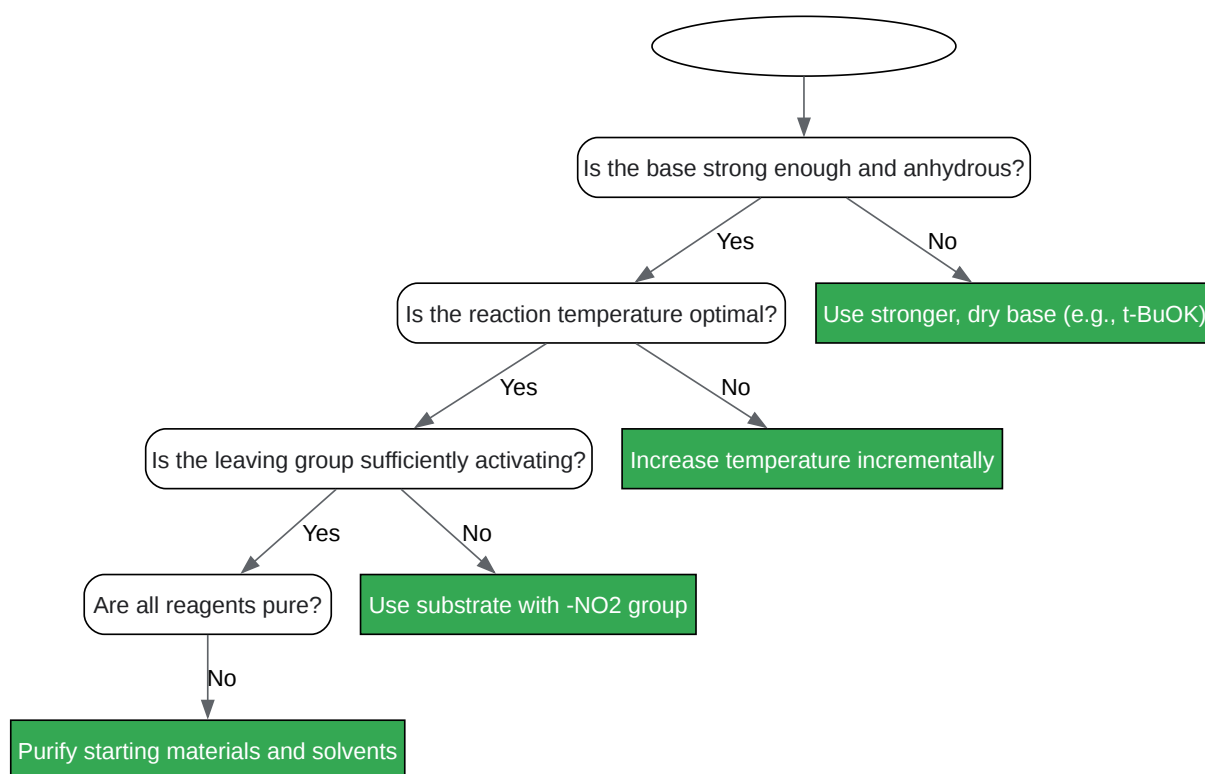 Is the base strong enough and anhydrous?
Yes
No
Is the reaction temperature optimal?
Use stronger, dry base (e.g., t-BuOK)
Yes
No
Is the leaving group sufficiently activating?
Increase temperature incrementally
Yes
No
Are all reagents pure?
Use substrate with -NO2 group
No
Purify starting materials and solvents